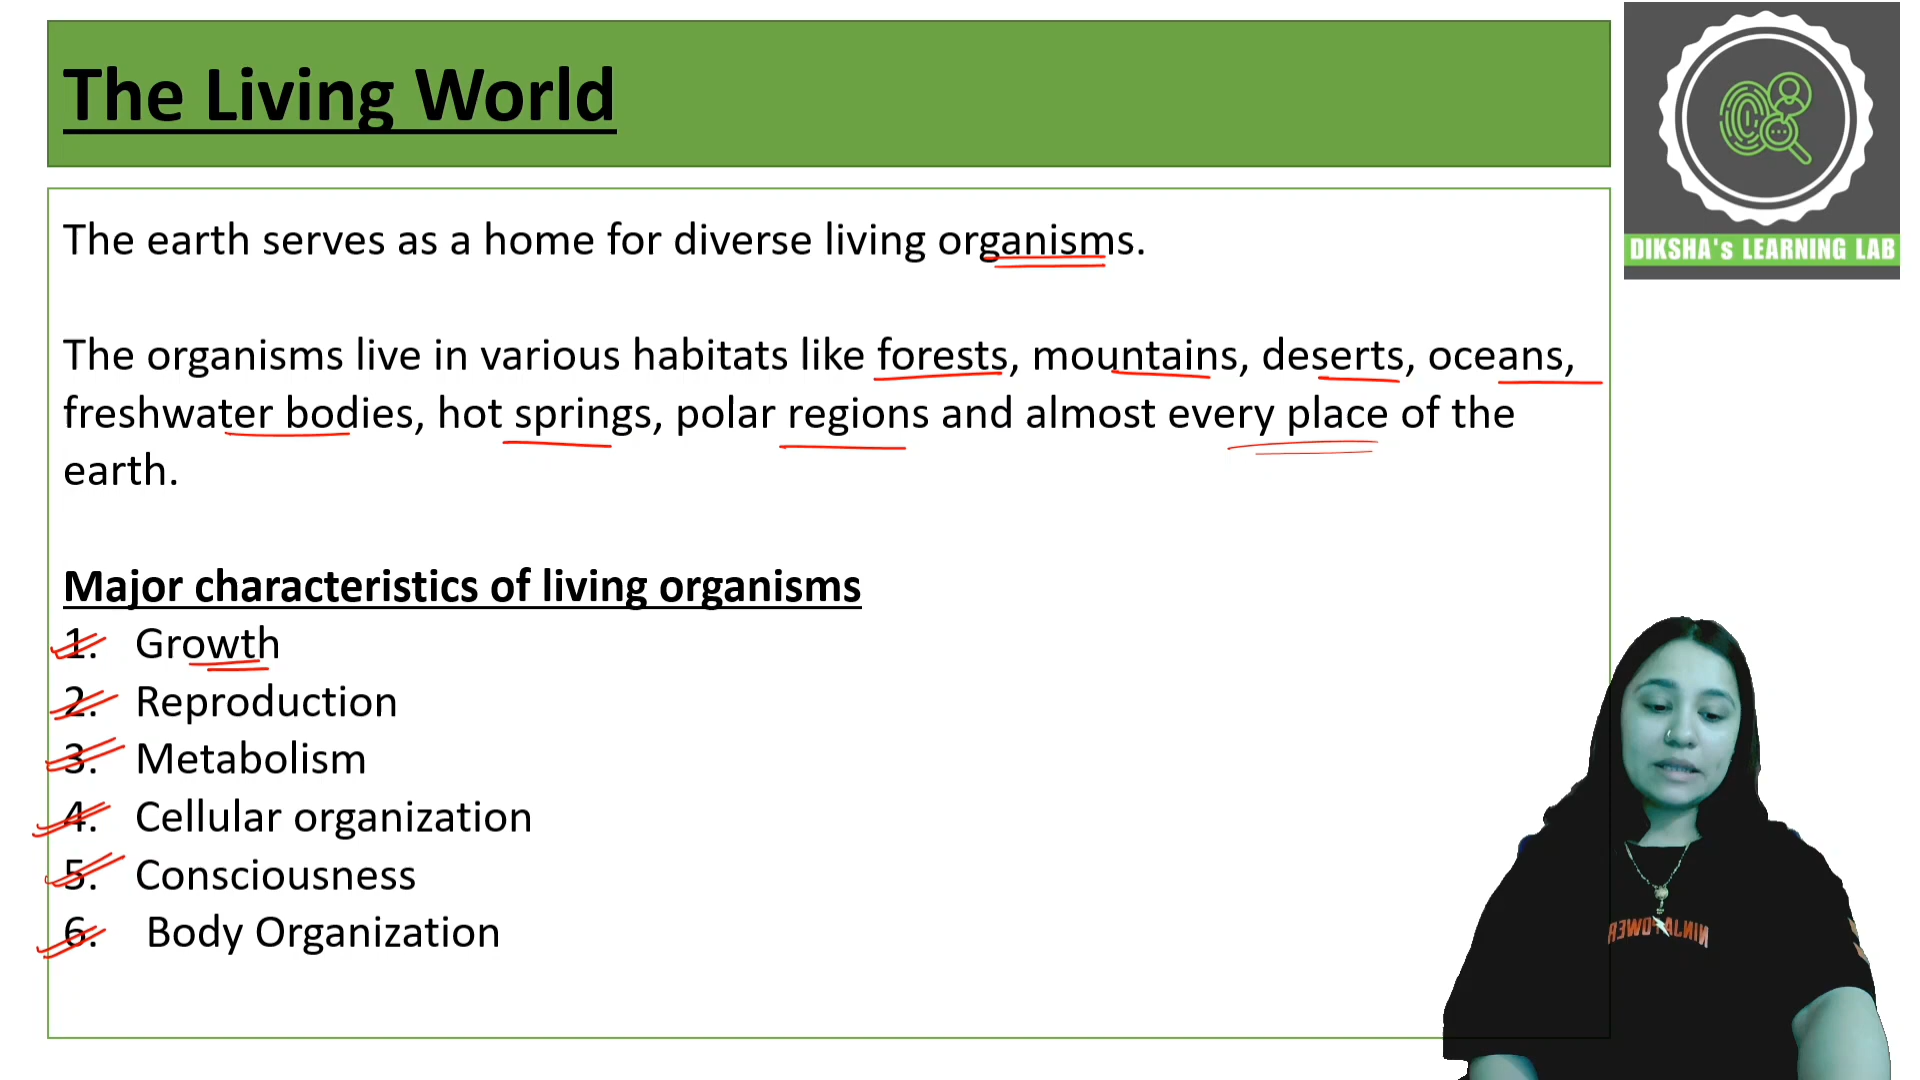 The Living World
DIKSHA's LEARNING LAB
The earth serves as a home for diverse living organisms.
The organisms live in various habitats like forests, mountains, deserts, oceans,
freshwater bodies, hot springs, polar regions and almost every place of the
earth.
Major characteristics of living organisms
1. Growth
2. Reproduction
3. Metabolism
4. Cellular organization
5. Consciousness
6. Body Organization
NINJA POWER